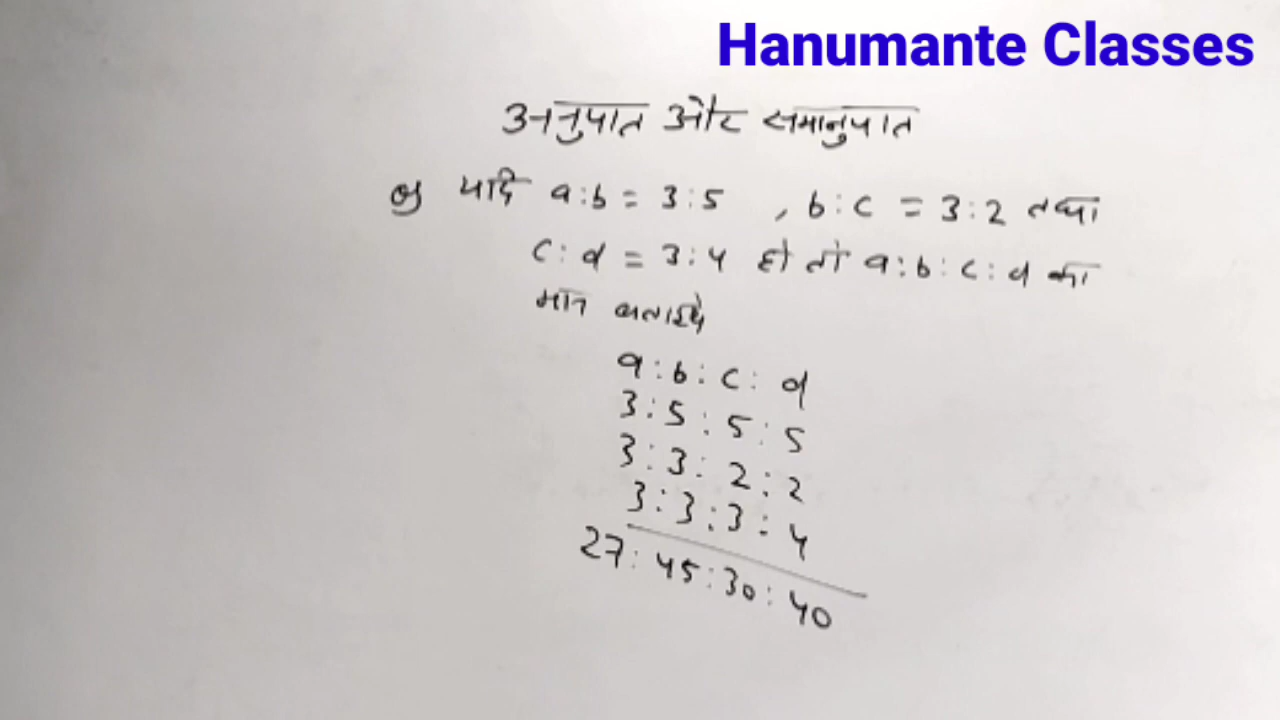 Hanumante Classes
अनुपात और समानुपात
यदि a:b = 3:5 , b:c = 3:2 तथा
c:d = 3:4 हो तो a:b:c:d का
मान बताइये
a:b:c:d
3:5:5:5
3:3:2:2
3:3:3:4
27:45:30:40